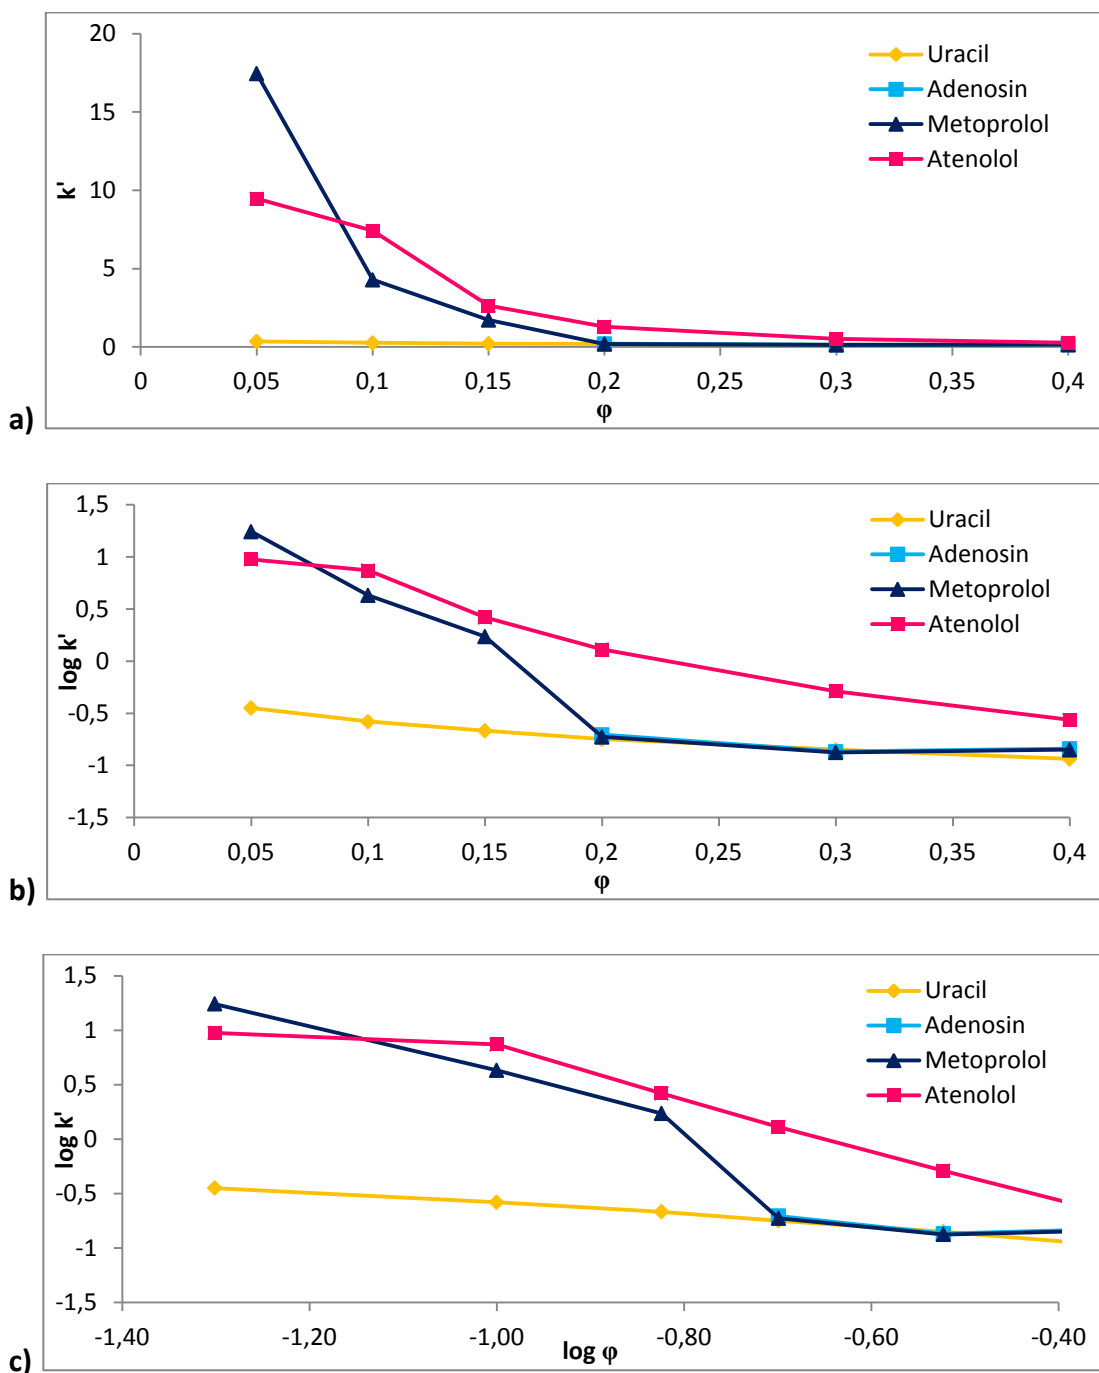 20
15
10
5
0
k'
0
0,05
0,1
0,15
0,2
0,25
0,3
0,35
0,4
φ
Uracil
Adenosin
Metoprolol
Atenolol
a)
1,5
1
0,5
0
-0,5
-1
-1,5
log k'
0
0,05
0,1
0,15
0,2
0,25
0,3
0,35
0,4
φ
Uracil
Adenosin
Metoprolol
Atenolol
b)
1,5
1
0,5
0
-0,5
-1
-1,5
log k'
-1,40
-1,20
-1,00
-0,80
-0,60
-0,40
log φ
Uracil
Adenosin
Metoprolol
Atenolol
c)